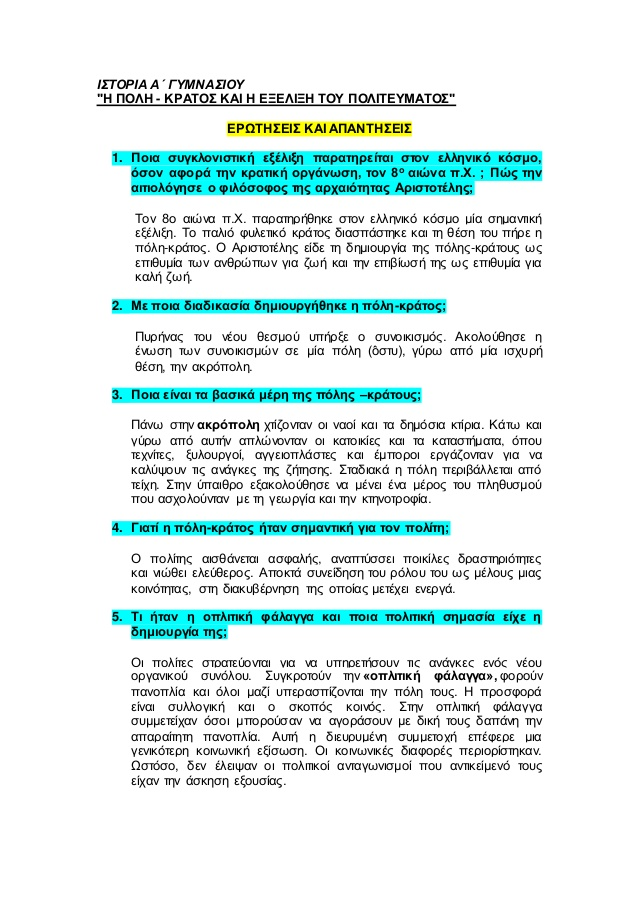 ΙΣΤΟΡΙΑ Α΄ ΓΥΜΝΑΣΙΟΥ
"Η ΠΟΛΗ - ΚΡΑΤΟΣ ΚΑΙ Η ΕΞΕΛΙΞΗ ΤΟΥ ΠΟΛΙΤΕΥΜΑΤΟΣ"
ΕΡΩΤΗΣΕΙΣ ΚΑΙ ΑΠΑΝΤΗΣΕΙΣ
1. Ποια συγκλονιστική εξέλιξη παρατηρείται στον ελληνικό κόσμο,
όσον αφορά την κρατική οργάνωση, τον 8ο αιώνα π.Χ. ; Πώς την
αιτιολόγησε ο φιλόσοφος της αρχαιότητας Αριστοτέλης;
Τον 8ο αιώνα π.Χ. παρατηρήθηκε στον ελληνικό κόσμο μία σημαντική
εξέλιξη. Το παλιό φυλετικό κράτος διασπάστηκε και τη θέση του πήρε η
πόλη-κράτος. Ο Αριστοτέλης είδε τη δημιουργία της πόλης-κράτους ως
επιθυμία των ανθρώπων για ζωή και την επιβίωσή της ως επιθυμία για
καλή ζωή.
2. Με ποια διαδικασία δημιουργήθηκε η πόλη-κράτος;
Πυρήνας του νέου θεσμού υπήρξε ο συνοικισμός. Ακολούθησε η
ένωση των συνοικισμών σε μία πόλη (ἄστυ), γύρω από μία ισχυρή
θέση, την ακρόπολη.
3. Ποια είναι τα βασικά μέρη της πόλης –κράτους;
Πάνω στην ακρόπολη χτίζονταν οι ναοί και τα δημόσια κτίρια. Κάτω και
γύρω από αυτήν απλώνονταν οι κατοικίες και τα καταστήματα, όπου
τεχνίτες, ξυλουργοί, αγγειοπλάστες και έμποροι εργάζονταν για να
καλύψουν τις ανάγκες της ζήτησης. Σταδιακά η πόλη περιβάλλεται από
τείχη. Στην ύπαιθρο εξακολούθησε να μένει ένα μέρος του πληθυσμού
που ασχολούνταν με τη γεωργία και την κτηνοτροφία.
4. Γιατί η πόλη-κράτος ήταν σημαντική για τον πολίτη;
Ο πολίτης αισθάνεται ασφαλής, αναπτύσσει ποικίλες δραστηριότητες
και νιώθει ελεύθερος. Αποκτά συνείδηση του ρόλου του ως μέλους μιας
κοινότητας, στη διακυβέρνηση της οποίας μετέχει ενεργά.
5. Τι ήταν η οπλιτική φάλαγγα και ποια πολιτική σημασία είχε η
δημιουργία της;
Οι πολίτες στρατεύονται για να υπηρετήσουν τις ανάγκες ενός νέου
οργανικού συνόλου. Συγκροτούν την «οπλιτική φάλαγγα», φορούν
πανοπλία και όλοι μαζί υπερασπίζονται την πόλη τους. Η προσφορά
είναι συλλογική και ο σκοπός κοινός. Στην οπλιτική φάλαγγα
συμμετείχαν όσοι μπορούσαν να αγοράσουν με δική τους δαπάνη την
απαραίτητη πανοπλία. Αυτή η διευρυμένη συμμετοχή επέφερε μια
γενικότερη κοινωνική εξίσωση. Οι κοινωνικές διαφορές περιορίστηκαν.
Ωστόσο, δεν έλειψαν οι πολιτικοί ανταγωνισμοί που αντικείμενό τους
είχαν την άσκηση εξουσίας.